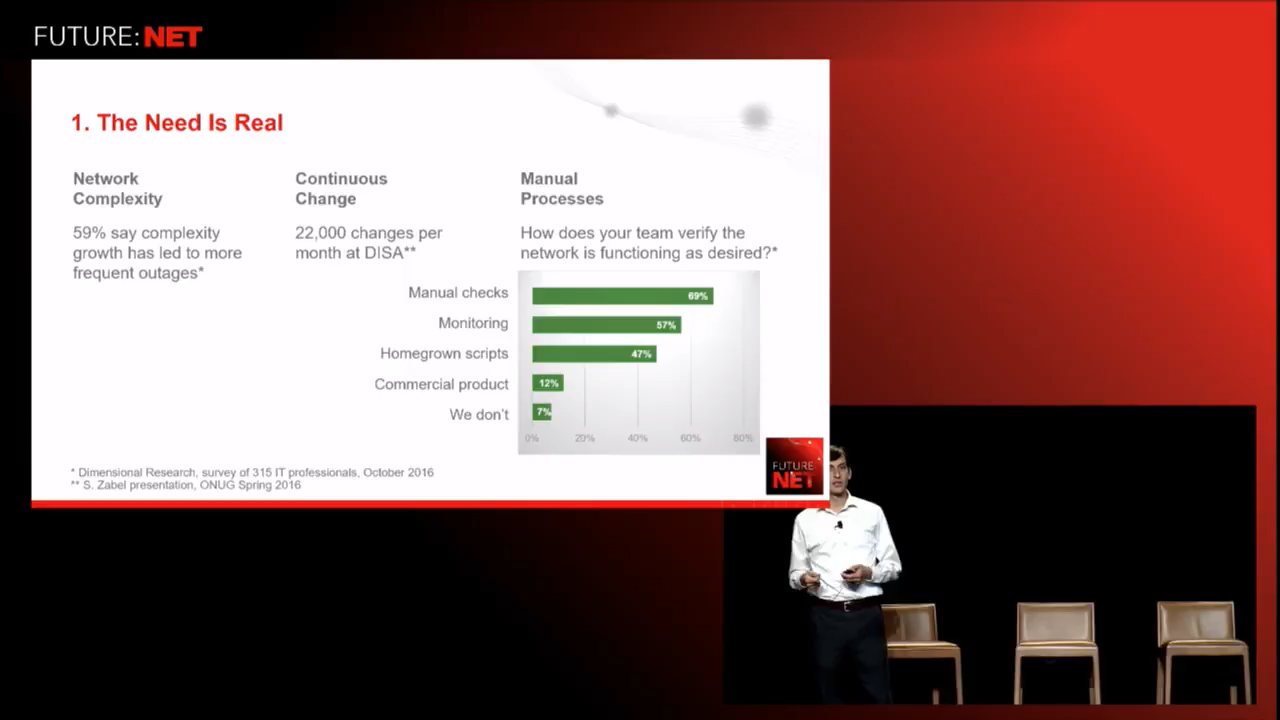 FUTURE:NET
1. The Need Is Real
Network
Complexity
59% say complexity
growth has led to more
frequent outages*
Continuous
Change
22,000 changes per
month at DISA**
Manual
Processes
How does your team verify the
network is functioning as desired?*
Manual checks 69%
Monitoring 57%
Homegrown scripts 47%
Commercial product 12%
We don't 7%
0% 20% 40% 60% 80%
* Dimensional Research, survey of 315 IT professionals, October 2016
** S. Zabel presentation, ONUG Spring 2016
FUTURE
NET